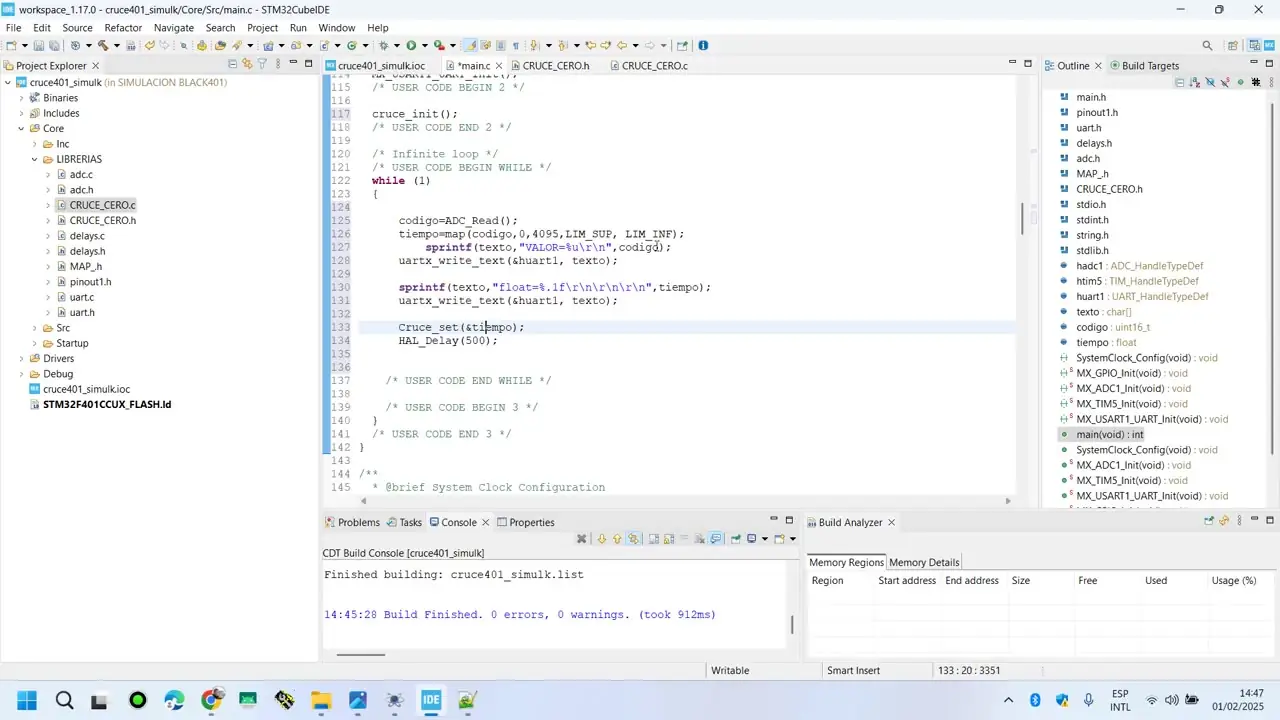 workspace_1.17.0 - cruce401_simulk/Core/Src/main.c - STM32CubeIDE
File Edit Source Refactor Navigate Search Project Run Window Help
Project Explorer
cruce401_simulk (in SIMULACION BLACK401)
Binaries
Includes
Core
Inc
LIBRERIAS
adc.c
adc.h
CRUCE_CERO.c
CRUCE_CERO.h
delays.c
delays.h
MAP_.h
pinout1.h
uart.c
uart.h
Src
Startup
Drivers
Debug
cruce401_simulk.ioc
STM32F401CCUX_FLASH.ld
cruce401_simulk.ioc *main.c CRUCE_CERO.h CRUCE_CERO.c
114 MX_USART1_UART_Init();
115 /* USER CODE BEGIN 2 */
116
117 cruce_init();
118 /* USER CODE END 2 */
119
120 /* Infinite loop */
121 /* USER CODE BEGIN WHILE */
122 while (1)
123 {
124
125 codigo=ADC_Read();
126 tiempo=map(codigo,0,4095,LIM_SUP, LIM_INF);
127 sprintf(texto,"VALOR=%u\r\n",codigo);
128 uartx_write_text(&huart1, texto);
129
130 sprintf(texto,"float=%.1f\r\n\r\n\r\n",tiempo);
131 uartx_write_text(&huart1, texto);
132
133 Cruce_set(&tiempo);
134 HAL_Delay(500);
135
136
137 /* USER CODE END WHILE */
138
139 /* USER CODE BEGIN 3 */
140 }
141 /* USER CODE END 3 */
142 }
143
144 /**
145 * @brief System Clock Configuration
Outline Build Targets
main.h
pinout1.h
uart.h
delays.h
adc.h
MAP_.h
CRUCE_CERO.h
stdio.h
stdint.h
string.h
stdlib.h
hadc1 : ADC_HandleTypeDef
htim5 : TIM_HandleTypeDef
huart1 : UART_HandleTypeDef
texto : char[]
codigo : uint16_t
tiempo : float
SystemClock_Config(void) : void
MX_GPIO_Init(void) : void
MX_ADC1_Init(void) : void
MX_TIM5_Init(void) : void
MX_USART1_UART_Init(void) : void
main(void) : int
SystemClock_Config(void) : void
MX_ADC1_Init(void) : void
MX_TIM5_Init(void) : void
MX_USART1_UART_Init(void) : void
Problems Tasks Console Properties
CDT Build Console [cruce401_simulk]
Finished building: cruce401_simulk.list
14:45:28 Build Finished. 0 errors, 0 warnings. (took 912ms)
Build Analyzer
Memory Regions Memory Details
Region Start address End address Size Free Used Usage (%)
Writable Smart Insert 133 : 20 : 3351
IDE
ESP
INTL
14:47
01/02/2025